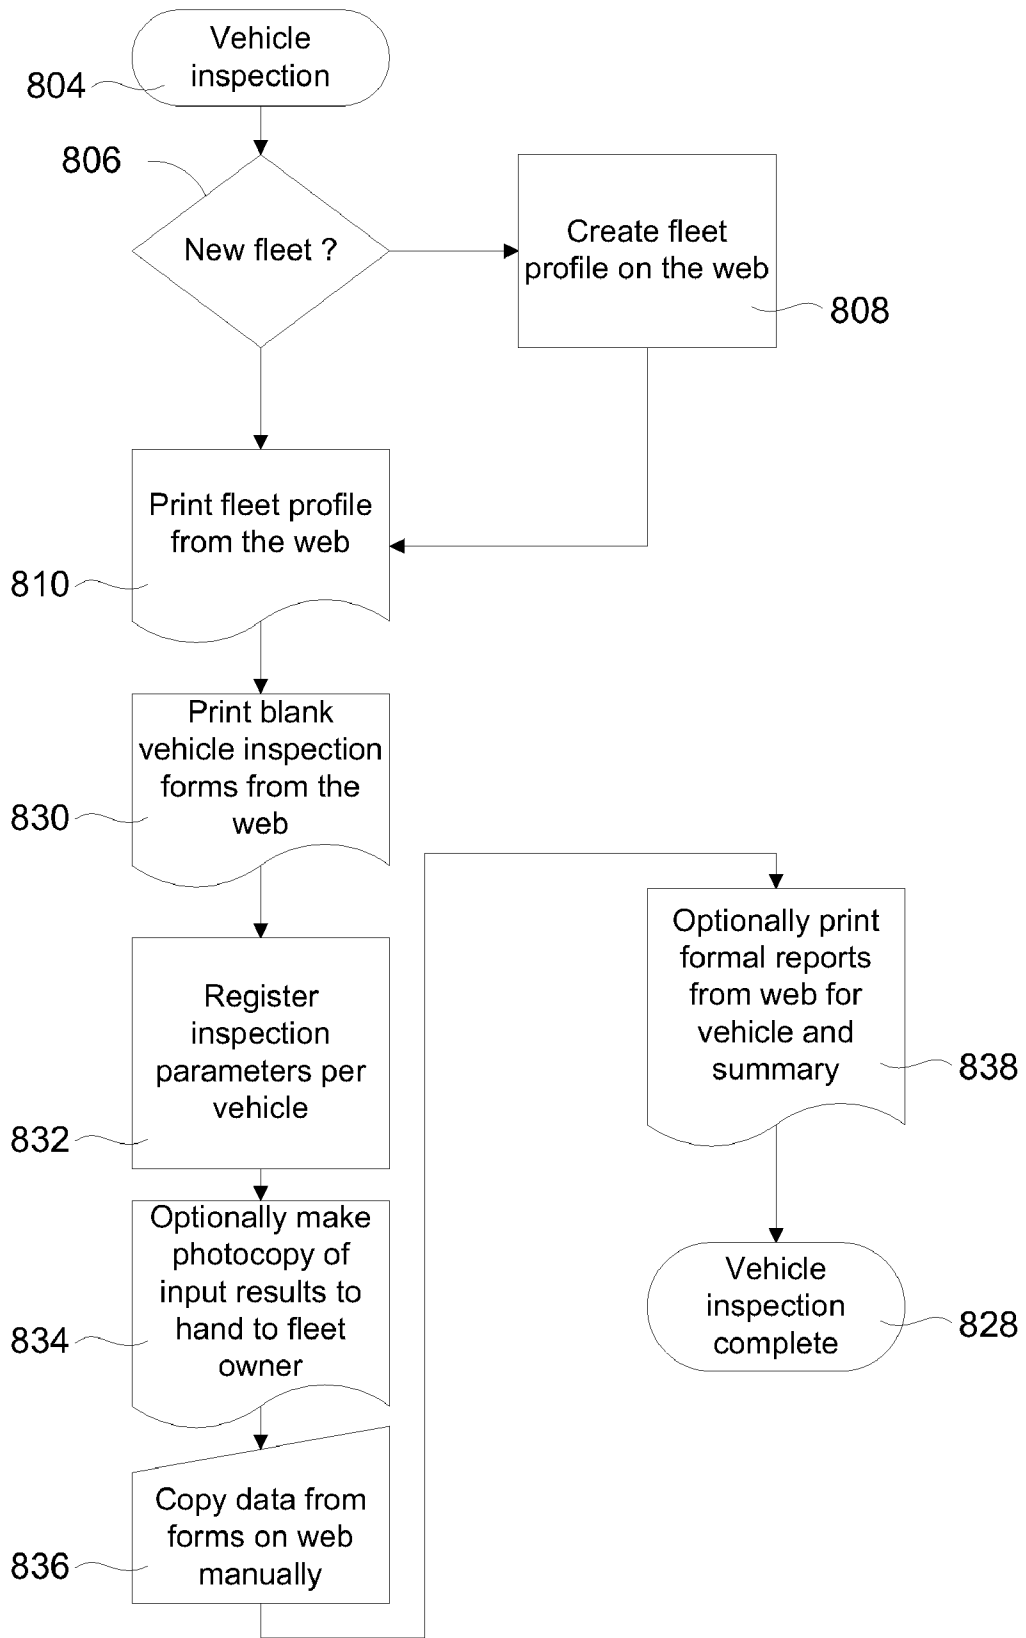 Vehicle
inspection
804
806
New fleet ?
Create fleet
profile on the web
808
Print fleet profile
from the web
810
Print blank
vehicle inspection
forms from the
web
830
Register
inspection
parameters per
vehicle
832
Optionally make
photocopy of
input results to
hand to fleet
owner
834
Copy data from
forms on web
manually
836
Optionally print
formal reports
from web for
vehicle and
summary
838
Vehicle
inspection
complete
828